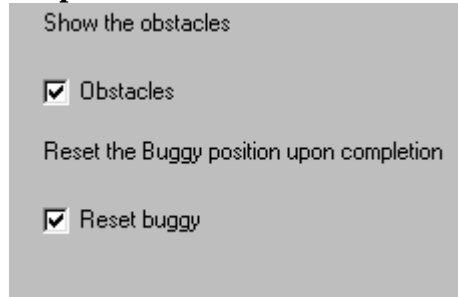 Show the obstacles
Obstacles
Reset the Buggy position upon completion
Reset buggy